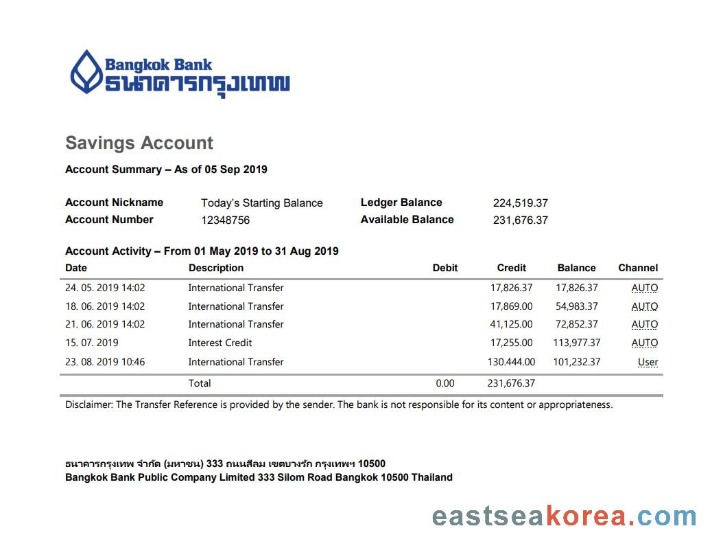 Bangkok Bank
ธนาคารกรุงเทพ
Savings Account
Account Summary – As of 05 Sep 2019
Account Nickname Today's Starting Balance Ledger Balance 224,519.37
Account Number 12348756 Available Balance 231,676.37
Account Activity – From 01 May 2019 to 31 Aug 2019
Date Description Debit Credit Balance Channel
24. 05. 2019 14:02 International Transfer 17,826.37 17,826.37 AUTO
18. 06. 2019 14:02 International Transfer 17,869.00 54,983.37 AUTO
21. 06. 2019 14:02 International Transfer 41,125.00 72,852.37 AUTO
15. 07. 2019 Interest Credit 17,255.00 113,977.37 AUTO
23. 08. 2019 10:46 International Transfer 130.444.00 101,232.37 User
Total 0.00 231,676.37
Disclaimer: The Transfer Reference is provided by the sender. The bank is not responsible for its content or appropriateness.
ธนาคารกรุงเทพ จำกัด (มหาชน) 333 ถนนสีลม เขตบางรัก กรุงเทพฯ 10500
Bangkok Bank Public Company Limited 333 Silom Road Bangkok 10500 Thailand
eastseakorea.com